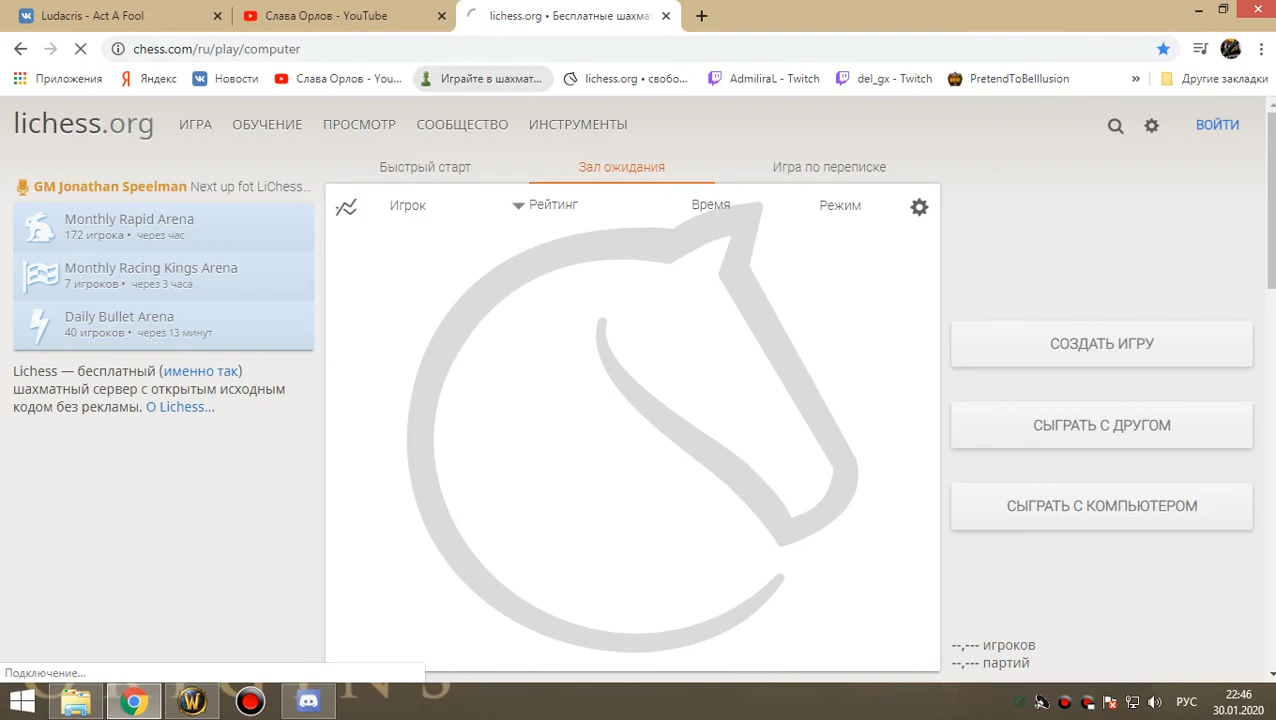 Ludacris - Act A Fool
Слава Орлов - YouTube
lichess.org • Бесплатные шахма
chess.com/ru/play/computer
Приложения
Яндекс
Новости
Слава Орлов - You...
Играйте в шахмат...
lichess.org • свобо...
AdmiliraL - Twitch
del_gx - Twitch
PretendToBeIllusion
»
Другие закладки
lichess.org
ИГРА
ОБУЧЕНИЕ
ПРОСМОТР
СООБЩЕСТВО
ИНСТРУМЕНТЫ
ВОЙТИ
Быстрый старт
Зал ожидания
Игра по переписке
GM Jonathan Speelman Next up fot LiChess...
Monthly Rapid Arena
172 игрока • через час
Monthly Racing Kings Arena
7 игроков • через 3 часа
Daily Bullet Arena
40 игроков • через 13 минут
Lichess — бесплатный (именно так)
шахматный сервер с открытым исходным
кодом без рекламы. О Lichess...
Игрок
Рейтинг
Время
Режим
СОЗДАТЬ ИГРУ
СЫГРАТЬ С ДРУГОМ
СЫГРАТЬ С КОМПЬЮТЕРОМ
--,--- игроков
--,--- партий
Подключение...
РУС
22:46
30.01.2020